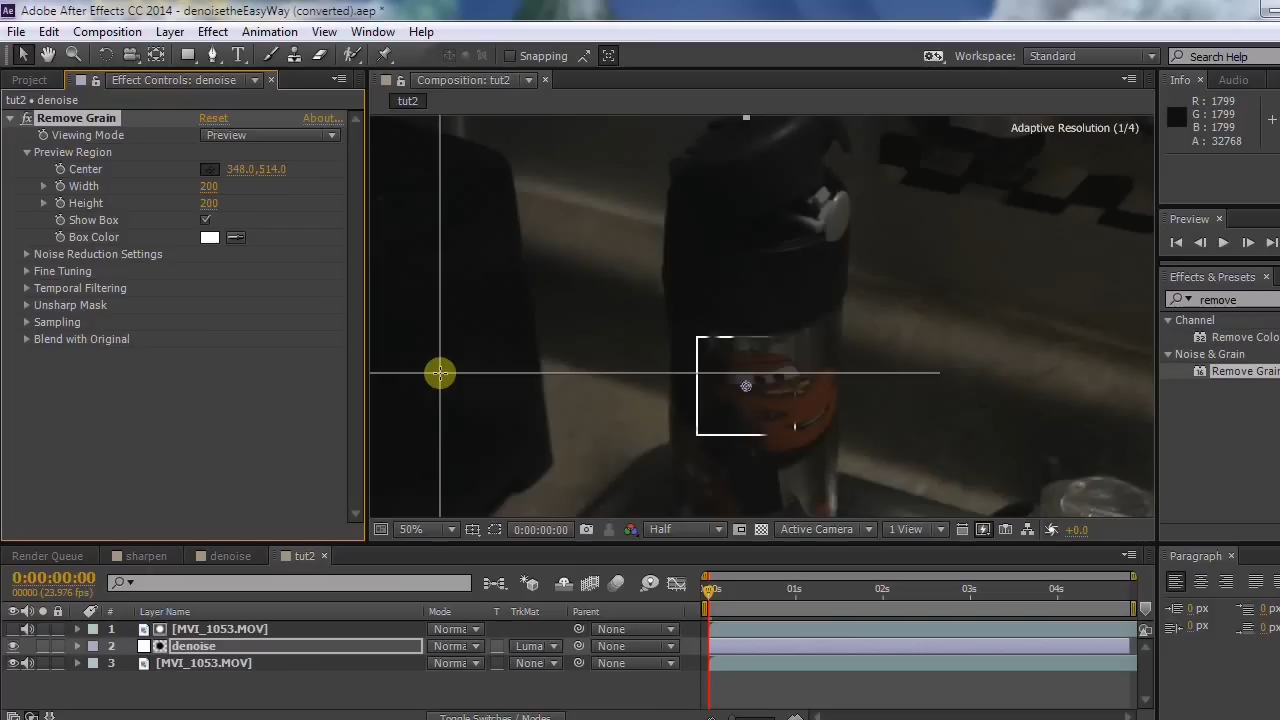 Adobe After Effects CC 2014 - denoisetheEasyWay (converted).aep *
File Edit Composition Layer Effect Animation View Window Help
Snapping Workspace: Standard Search Help
Project Effect Controls: denoise Composition: tut2 Info Audio
tut2 • denoise tut2
fx Remove Grain Reset About...
Viewing Mode Preview
Preview Region
Center 348.0,514.0
Width 200
Height 200
Show Box
Box Color
Noise Reduction Settings
Fine Tuning
Temporal Filtering
Unsharp Mask
Sampling
Blend with Original
Adaptive Resolution (1/4)
R : 1799
G : 1799
B : 1799
A : 32768
Preview
Effects & Presets
remove
Channel
Remove Color
Noise & Grain
Remove Grain
50% 0:00:00:00 Half Active Camera 1 View +0.0
Render Queue sharpen denoise tut2 Paragraph
0:00:00:00
00000 (23.976 fps)
0s 01s 02s 03s 04s
# Layer Name Mode T TrkMat Parent
1 [MVI_1053.MOV] Norma None
2 denoise Norma Luma None
3 [MVI_1053.MOV] Norma None None
0 px 0 px
0 px 0 px
Toggle Switches / Modes